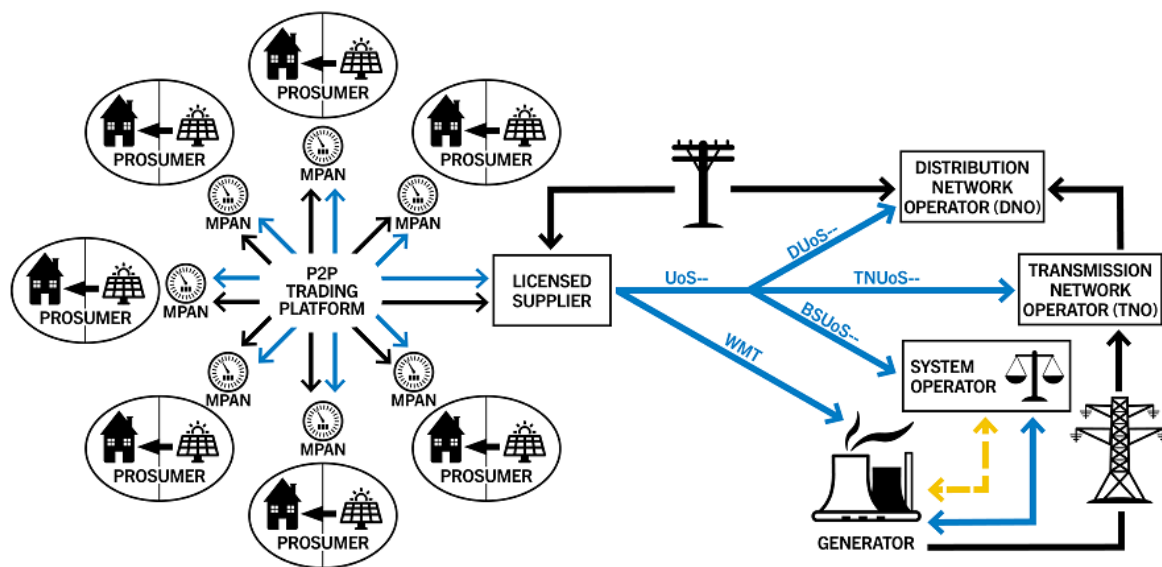 PROSUMER
MPAN
PROSUMER
MPAN
PROSUMER
MPAN
PROSUMER
MPAN
P2P
TRADING
PLATFORM
PROSUMER
MPAN
PROSUMER
MPAN
PROSUMER
MPAN
LICENSED
SUPPLIER
UoS--
DUoS--
TNUoS--
BSUoS--
WMT
DISTRIBUTION
NETWORK
OPERATOR (DNO)
TRANSMISSION
NETWORK
OPERATOR (TNO)
SYSTEM
OPERATOR
GENERATOR